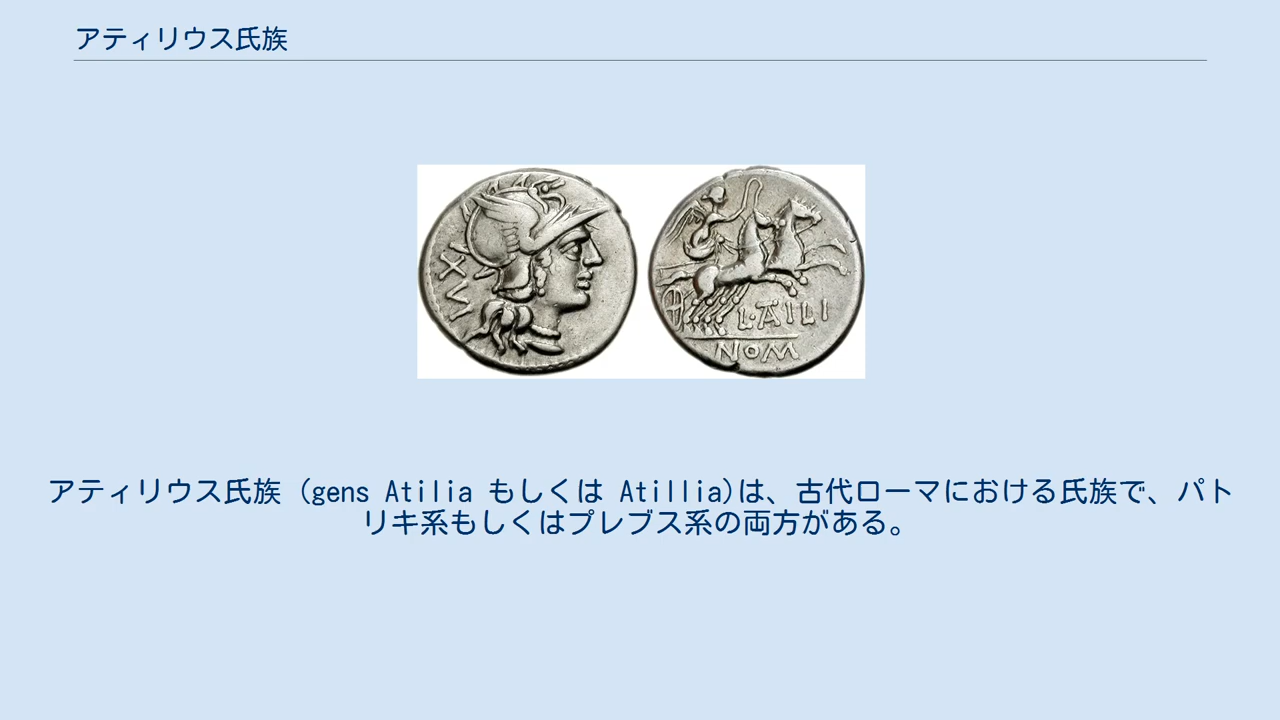 アティリウス氏族
XVI
L·AILI
NOM
アティリウス氏族 (gens Atilia もしくは Atillia)は、古代ローマにおける氏族で、パト
リキ系もしくはプレブス系の両方がある。